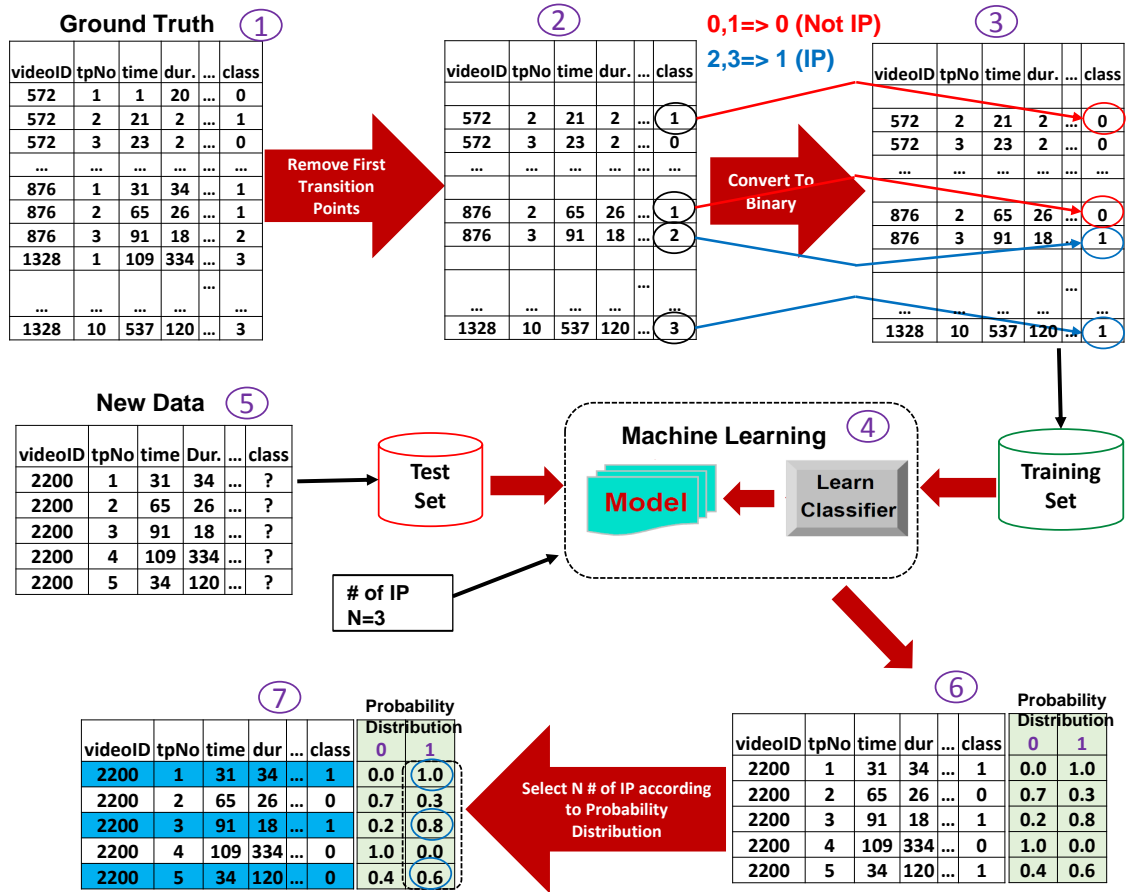 Ground Truth
1
videoID tpNo time dur. ... class
572 1 1 20 ... 0
572 2 21 2 ... 1
572 3 23 2 ... 0
... ... ... ... ... ...
876 1 31 34 ... 1
876 2 65 26 ... 1
876 3 91 18 ... 2
1328 1 109 334 ... 3
...
... ... ... ... ...
1328 10 537 120 ... 3
Remove First
Transition
Points
2
videoID tpNo time dur. ... class
572 2 21 2 ... 1
572 3 23 2 ... 0
... ... ... ... ... ...
876 2 65 26 ... 1
876 3 91 18 ... 2
...
... ... ... ... ...
1328 10 537 120 ... 3
0,1=> 0 (Not IP)
2,3=> 1 (IP)
Convert To
Binary
3
videoID tpNo time dur. ... class
572 2 21 2 ... 0
572 3 23 2 ... 0
... ... ... ... ... ...
876 2 65 26 ... 0
876 3 91 18 ... 1
...
... ... ... ... ...
1328 10 537 120 ... 1
New Data
5
videoID tpNo time Dur. ... class
2200 1 31 34 ... ?
2200 2 65 26 ... ?
2200 3 91 18 ... ?
2200 4 109 334 ... ?
2200 5 34 120 ... ?
Test
Set
# of IP
N=3
Machine Learning
4
Model
Learn
Classifier
Training
Set
6
Probability
Distribution
videoID tpNo time dur ... class 0 1
2200 1 31 34 ... 1 0.0 1.0
2200 2 65 26 ... 0 0.7 0.3
2200 3 91 18 ... 1 0.2 0.8
2200 4 109 334 ... 0 1.0 0.0
2200 5 34 120 ... 1 0.4 0.6
Select N # of IP according
to Probability
Distribution
7
Probability
Distribution
videoID tpNo time dur ... class 0 1
2200 1 31 34 ... 1 0.0 1.0
2200 2 65 26 ... 0 0.7 0.3
2200 3 91 18 ... 1 0.2 0.8
2200 4 109 334 ... 0 1.0 0.0
2200 5 34 120 ... 0 0.4 0.6